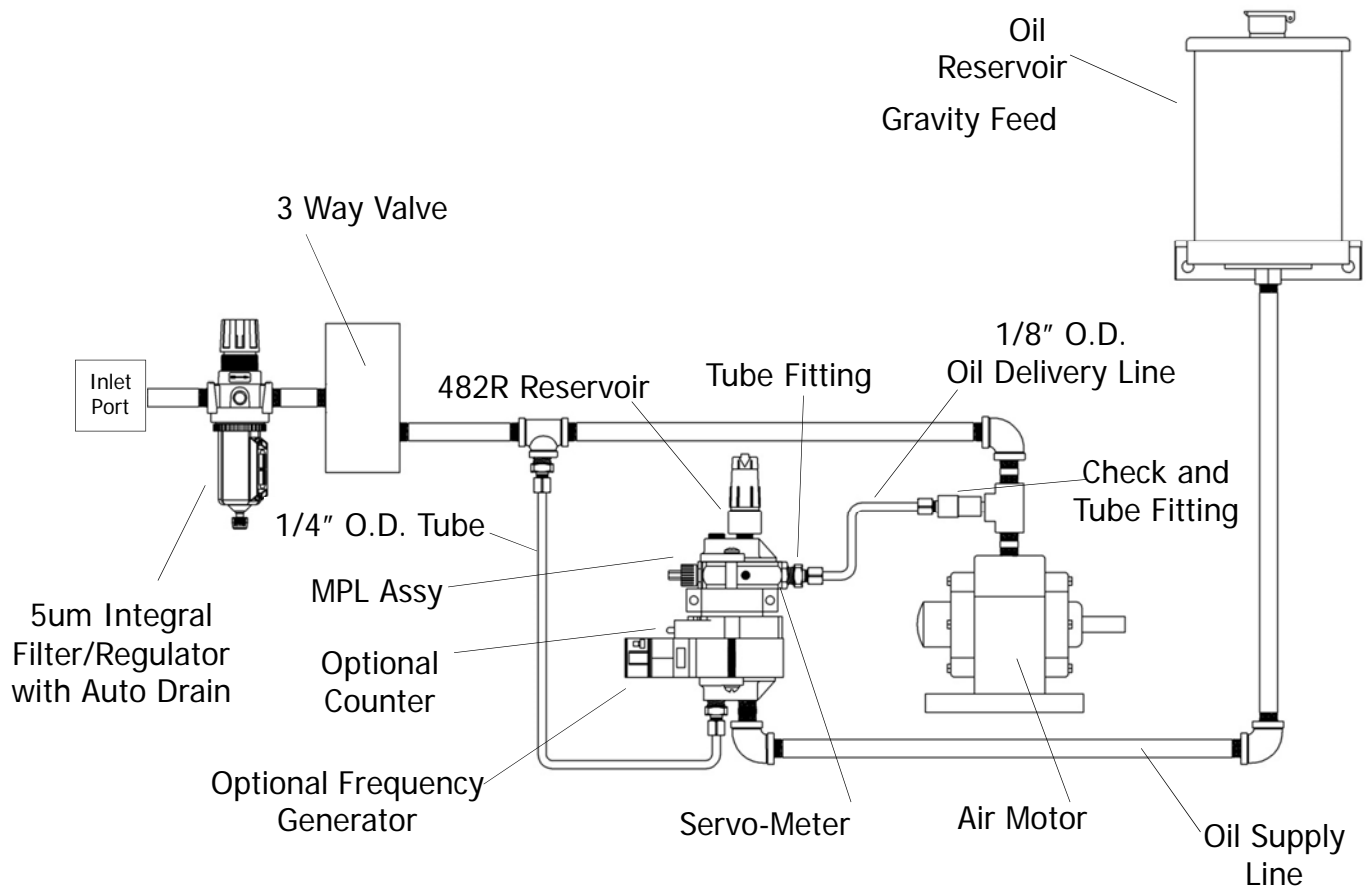 Oil
Reservoir
Gravity Feed
3 Way Valve
1/8" O.D.
Oil Delivery Line
Inlet
Port
482R Reservoir
Tube Fitting
Check and
Tube Fitting
1/4" O.D. Tube
MPL Assy
5um Integral
Filter/Regulator
with Auto Drain
Optional
Counter
Optional Frequency
Generator
Servo-Meter
Air Motor
Oil Supply
Line